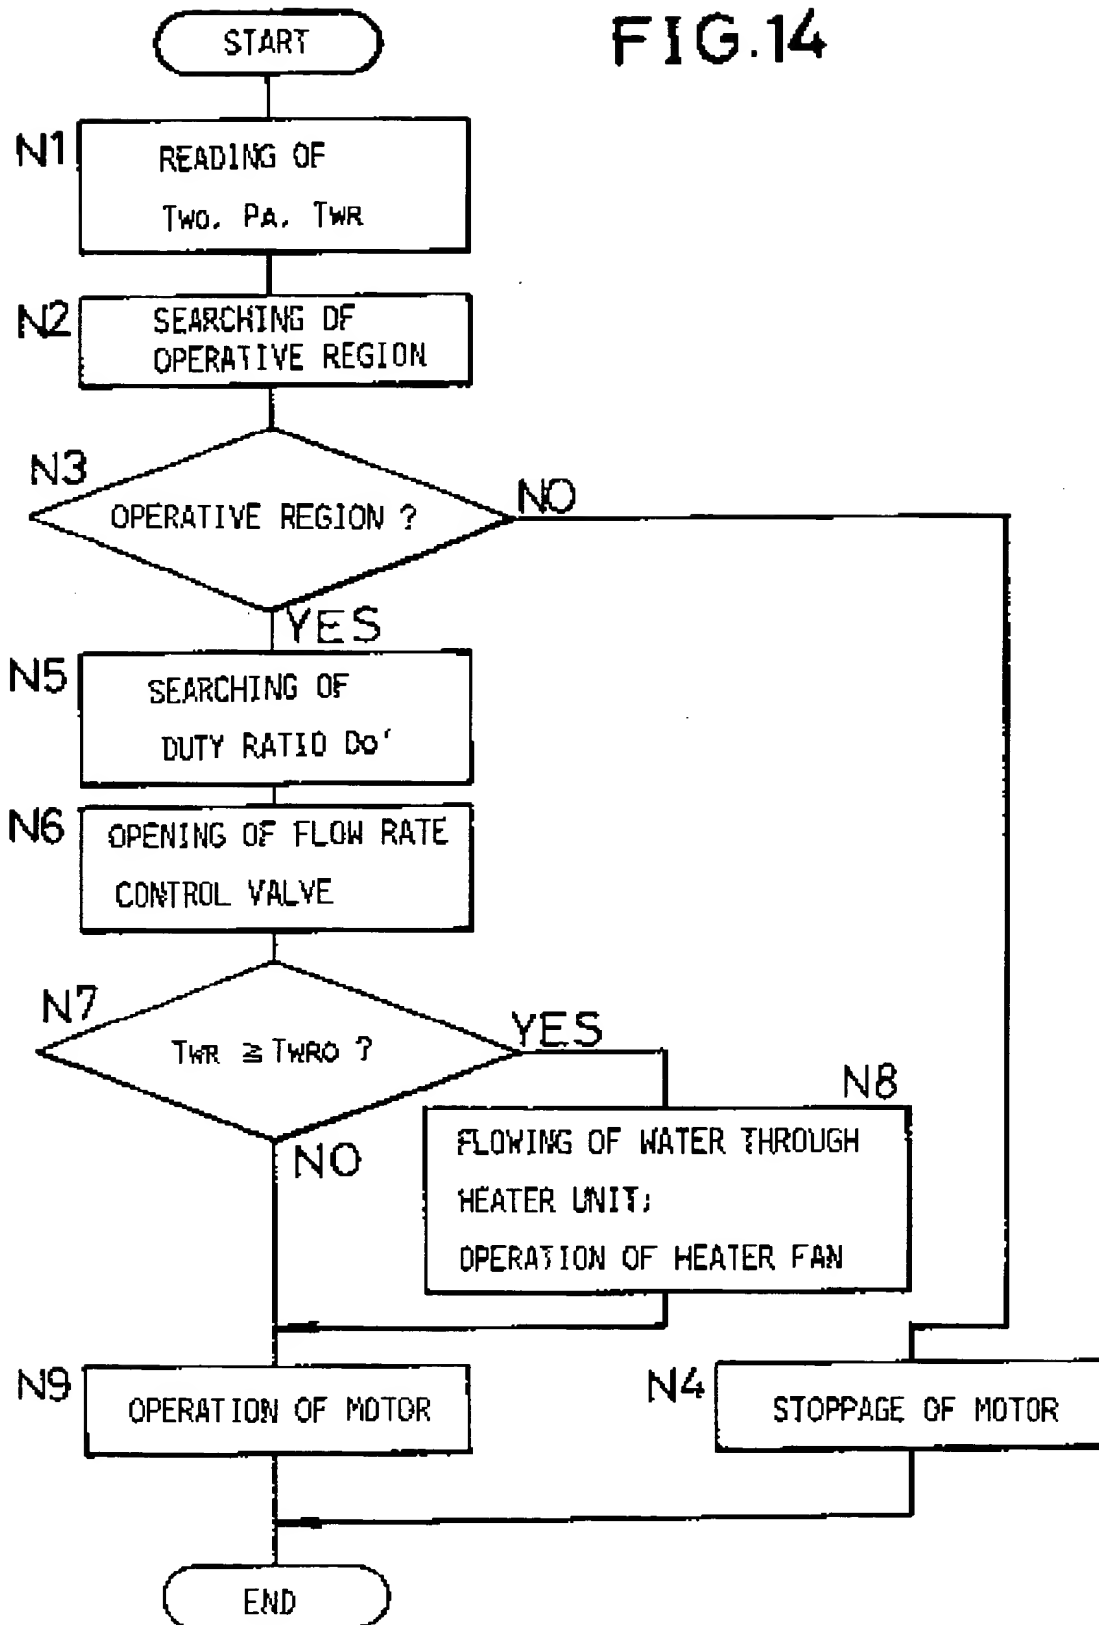 FIG.14
START
N1
READING OF
TWO, PA, TWR
N2
SEARCHING OF
OPERATIVE REGION
N3
OPERATIVE REGION ?
NO
YES
N5
SEARCHING OF
DUTY RATIO DO'
N6
OPENING OF FLOW RATE
CONTROL VALVE
N7
TWR ≧ TWRO ?
YES
NO
N8
FLOWING OF WATER THROUGH
HEATER UNIT;
OPERATION OF HEATER FAN
N9
OPERATION OF MOTOR
N4
STOPPAGE OF MOTOR
END